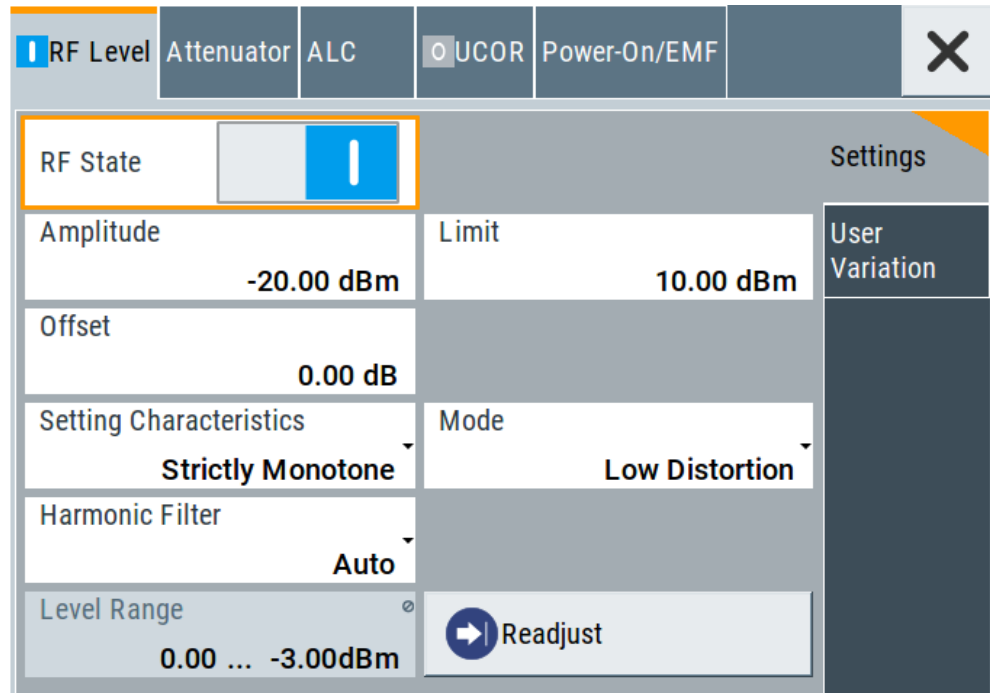 RF Level Attenuator ALC UCOR Power-On/EMF
RF State
Settings
Amplitude
-20.00 dBm
Limit
10.00 dBm
User
Variation
Offset
0.00 dB
Setting Characteristics
Strictly Monotone
Mode
Low Distortion
Harmonic Filter
Auto
Level Range
0.00 ... -3.00dBm
Readjust